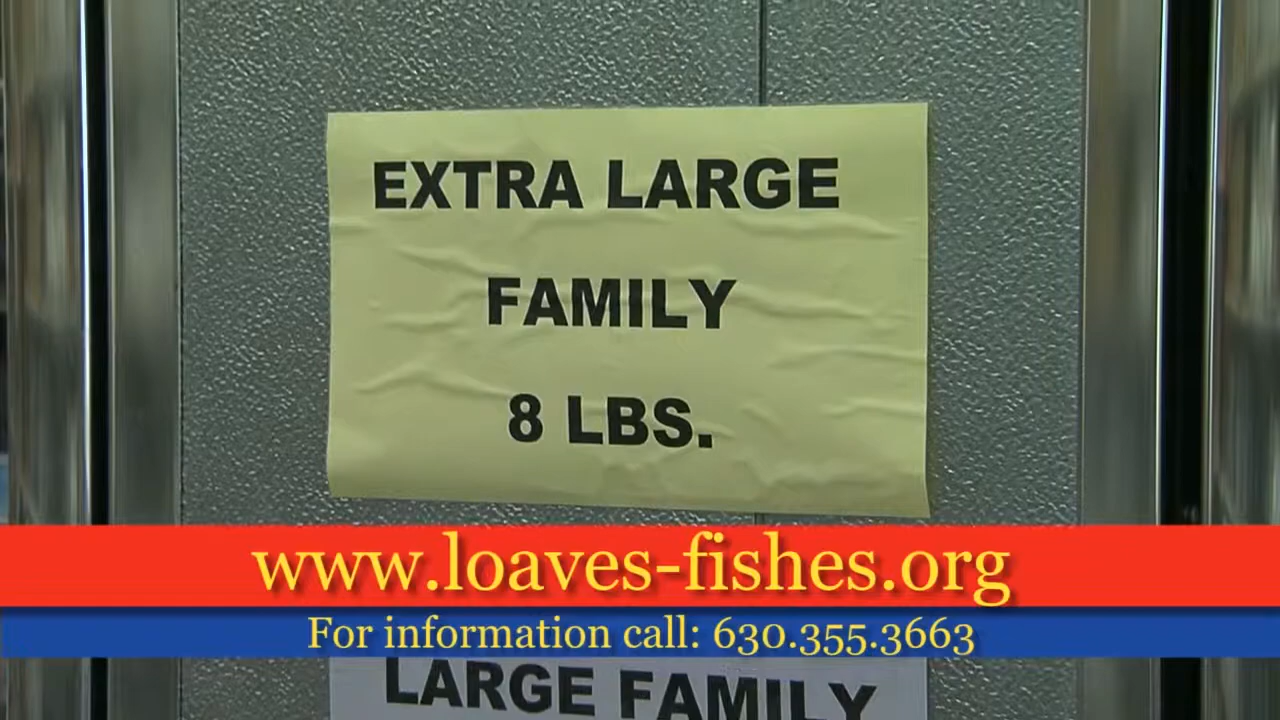 EXTRA LARGE
FAMILY
8 LBS.
www.loaves-fishes.org
For information call: 630.355.3663
LARGE FAMILY